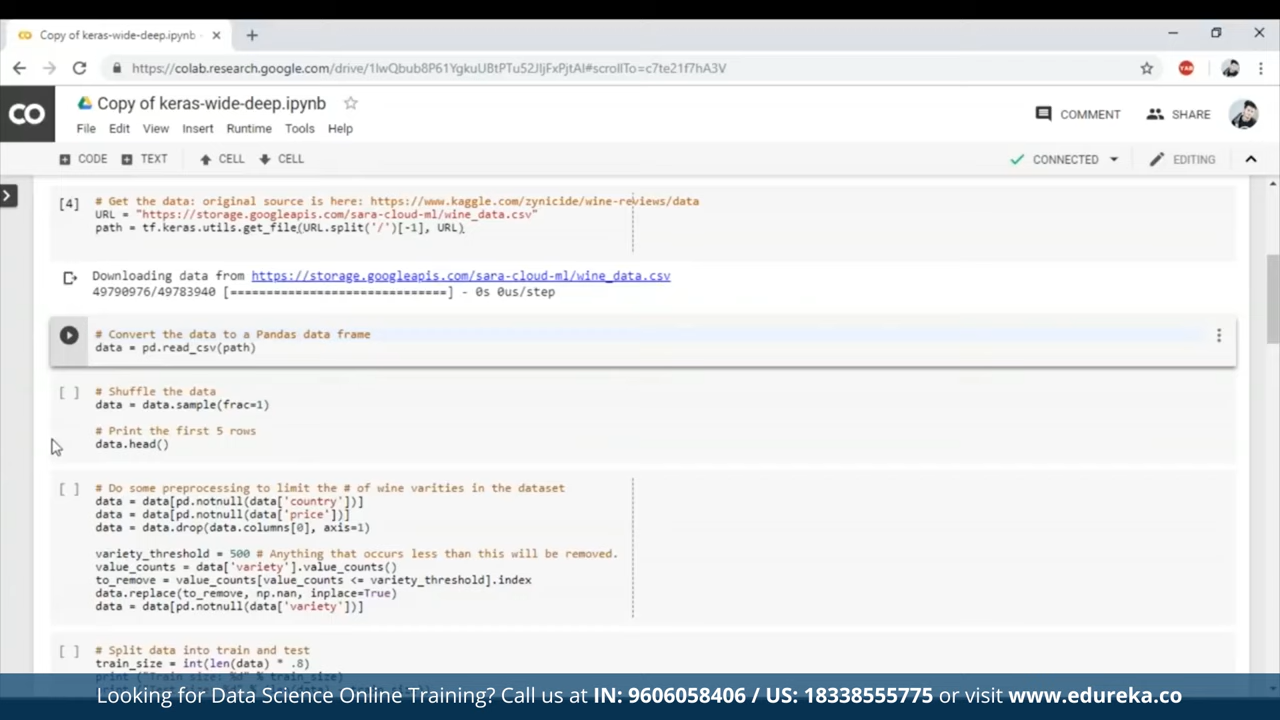 Copy of keras-wide-deep.ipynb
https://colab.research.google.com/drive/1lwQbub8P61YgkuUBtPTu52JljFxPjtAl#scrollTo=c7te21f7hA3V
CO
Copy of keras-wide-deep.ipynb
COMMENT
SHARE
File Edit View Insert Runtime Tools Help
CODE TEXT CELL CELL
CONNECTED
EDITING
[4] # Get the data: original source is here: https://www.kaggle.com/zynicide/wine-reviews/data
URL = "https://storage.googleapis.com/sara-cloud-ml/wine_data.csv"
path = tf.keras.utils.get_file(URL.split('/')[-1], URL)
Downloading data from https://storage.googleapis.com/sara-cloud-ml/wine_data.csv
49790976/49783940 [==============================] - 0s 0us/step
# Convert the data to a Pandas data frame
data = pd.read_csv(path)
[ ] # Shuffle the data
data = data.sample(frac=1)
# Print the first 5 rows
data.head()
[ ] # Do some preprocessing to limit the # of wine varities in the dataset
data = data[pd.notnull(data['country'])]
data = data[pd.notnull(data['price'])]
data = data.drop(data.columns[0], axis=1)
variety_threshold = 500 # Anything that occurs less than this will be removed.
value_counts = data['variety'].value_counts()
to_remove = value_counts[value_counts <= variety_threshold].index
data.replace(to_remove, np.nan, inplace=True)
data = data[pd.notnull(data['variety'])]
[ ] # Split data into train and test
train_size = int(len(data) * .8)
print ("Train size: %d" % train_size)
Looking for Data Science Online Training? Call us at IN: 9606058406 / US: 18338555775 or visit www.edureka.co